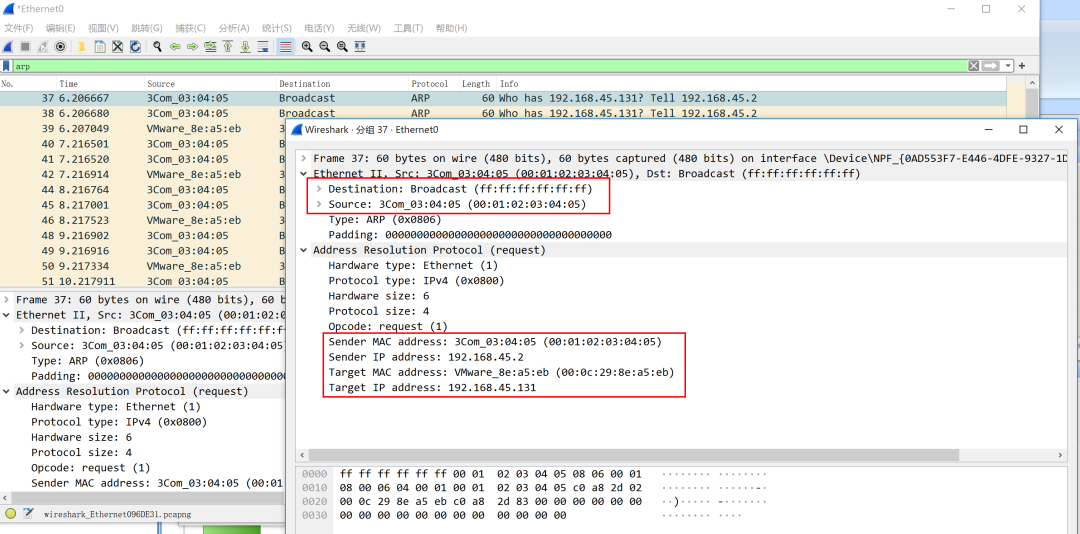 *Ethernet0
文件(F) 编辑(E) 视图(V) 跳转(G) 捕获(C) 分析(A) 统计(S) 电话(Y) 无线(W) 工具(T) 帮助(H)
arp
No. Time Source Destination Protocol Length Info
37 6.206667 3Com_03:04:05 Broadcast ARP 60 Who has 192.168.45.131? Tell 192.168.45.2
38 6.206680 3Com_03:04:05 Broadcast ARP 60 Who has 192.168.45.131? Tell 192.168.45.2
39 6.207049 VMware_8e:a5:eb 3
40 7.216501 3Com_03:04:05 B
41 7.216520 3Com_03:04:05 B
42 7.216914 VMware_8e:a5:eb 3
44 8.216764 3Com_03:04:05 B
45 8.217001 3Com_03:04:05 B
46 8.217523 VMware_8e:a5:eb 3
48 9.216902 3Com_03:04:05 B
49 9.216916 3Com_03:04:05 B
50 9.217334 VMware_8e:a5:eb 3
51 10.217911 3Com 03:04:05 B
Frame 37: 60 bytes on wire (480 bits), 60 b
Ethernet II, Src: 3Com_03:04:05 (00:01:02:0
Destination: Broadcast (ff:ff:ff:ff:ff:f
Source: 3Com_03:04:05 (00:01:02:03:04:05
Type: ARP (0x0806)
Padding: 0000000000000000000000000000000
Address Resolution Protocol (request)
Hardware type: Ethernet (1)
Protocol type: IPv4 (0x0800)
Hardware size: 6
Protocol size: 4
Opcode: request (1)
Sender MAC address: 3Com_03:04:05 (00:01
wireshark_Ethernet096DE31.pcapng
Wireshark · 分组 37 · Ethernet0
Frame 37: 60 bytes on wire (480 bits), 60 bytes captured (480 bits) on interface \Device\NPF_{0AD553F7-E446-4DFE-9327-1D
Ethernet II, Src: 3Com_03:04:05 (00:01:02:03:04:05), Dst: Broadcast (ff:ff:ff:ff:ff:ff)
Destination: Broadcast (ff:ff:ff:ff:ff:ff)
Source: 3Com_03:04:05 (00:01:02:03:04:05)
Type: ARP (0x0806)
Padding: 000000000000000000000000000000000000
Address Resolution Protocol (request)
Hardware type: Ethernet (1)
Protocol type: IPv4 (0x0800)
Hardware size: 6
Protocol size: 4
Opcode: request (1)
Sender MAC address: 3Com_03:04:05 (00:01:02:03:04:05)
Sender IP address: 192.168.45.2
Target MAC address: VMware_8e:a5:eb (00:0c:29:8e:a5:eb)
Target IP address: 192.168.45.131
0000 ff ff ff ff ff ff 00 01 02 03 04 05 08 06 00 01 ········ ········
0010 08 00 06 04 00 01 00 01 02 03 04 05 c0 a8 2d 02 ········ ······-·
0020 00 0c 29 8e a5 eb c0 a8 2d 83 00 00 00 00 00 00 ··)····· -·······
0030 00 00 00 00 00 00 00 00 00 00 00 00 ········ ····